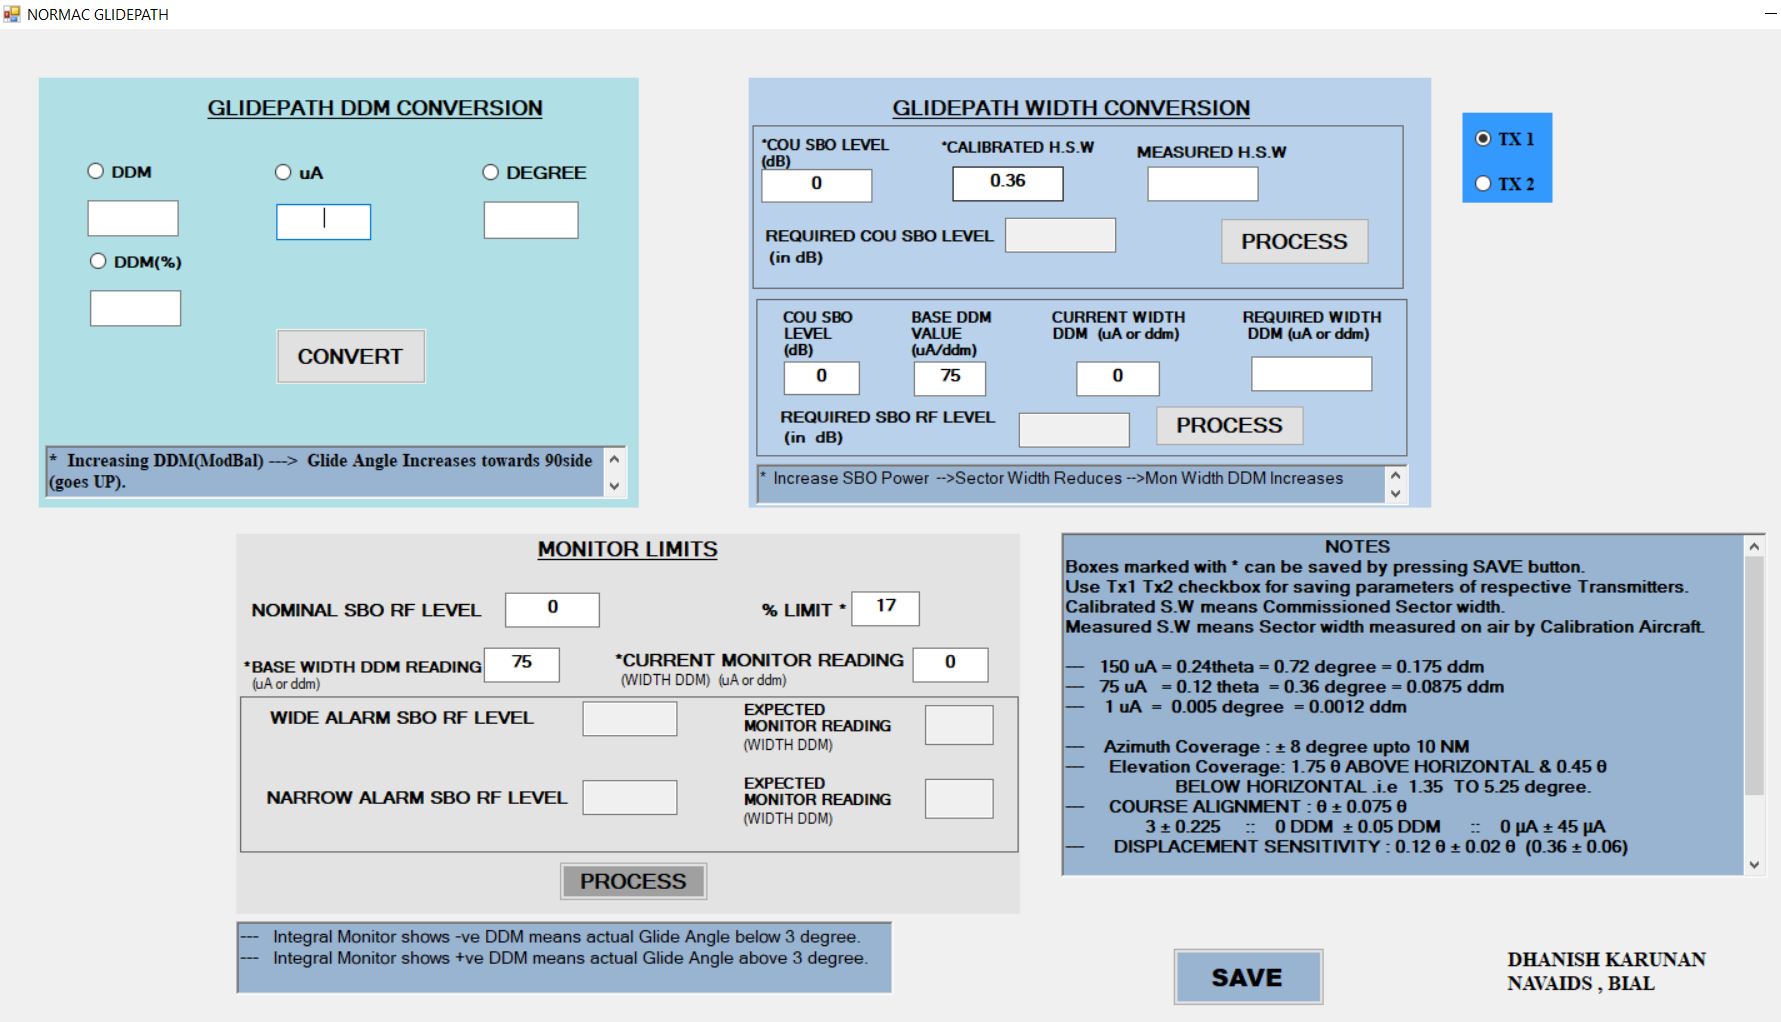 NORMAC GLIDEPATH
GLIDEPATH DDM CONVERSION
DDM
uA
DEGREE
DDM(%)
CONVERT
* Increasing DDM(ModBal) ---> Glide Angle Increases towards 90side
(goes UP).
GLIDEPATH WIDTH CONVERSION
*COU SBO LEVEL
(dB)
0
*CALIBRATED H.S.W
0.36
MEASURED H.S.W
REQUIRED COU SBO LEVEL
(in dB)
PROCESS
COU SBO
LEVEL
(dB)
0
BASE DDM
VALUE
(uA/ddm)
75
CURRENT WIDTH
DDM (uA or ddm)
0
REQUIRED WIDTH
DDM (uA or ddm)
REQUIRED SBO RF LEVEL
(in dB)
PROCESS
* Increase SBO Power -->Sector Width Reduces -->Mon Width DDM Increases
TX 1
TX 2
MONITOR LIMITS
NOMINAL SBO RF LEVEL
0
% LIMIT *
17
*BASE WIDTH DDM READING
(uA or ddm)
75
*CURRENT MONITOR READING
(WIDTH DDM) (uA or ddm)
0
WIDE ALARM SBO RF LEVEL
EXPECTED
MONITOR READING
(WIDTH DDM)
NARROW ALARM SBO RF LEVEL
EXPECTED
MONITOR READING
(WIDTH DDM)
PROCESS
--- Integral Monitor shows -ve DDM means actual Glide Angle below 3 degree.
--- Integral Monitor shows +ve DDM means actual Glide Angle above 3 degree.
NOTES
Boxes marked with * can be saved by pressing SAVE button.
Use Tx1 Tx2 checkbox for saving parameters of respective Transmitters.
Calibrated S.W means Commissioned Sector width.
Measured S.W means Sector width measured on air by Calibration Aircraft.
--- 150 uA = 0.24theta = 0.72 degree = 0.175 ddm
--- 75 uA = 0.12 theta = 0.36 degree = 0.0875 ddm
--- 1 uA = 0.005 degree = 0.0012 ddm
--- Azimuth Coverage : ± 8 degree upto 10 NM
--- Elevation Coverage: 1.75 θ ABOVE HORIZONTAL & 0.45 θ
BELOW HORIZONTAL .i.e 1.35 TO 5.25 degree.
--- COURSE ALIGNMENT : θ ± 0.075 θ
3 ± 0.225 :: 0 DDM ± 0.05 DDM :: 0 µA ± 45 µA
--- DISPLACEMENT SENSITIVITY : 0.12 θ ± 0.02 θ (0.36 ± 0.06)
SAVE
DHANISH KARUNAN
NAVAIDS , BIAL